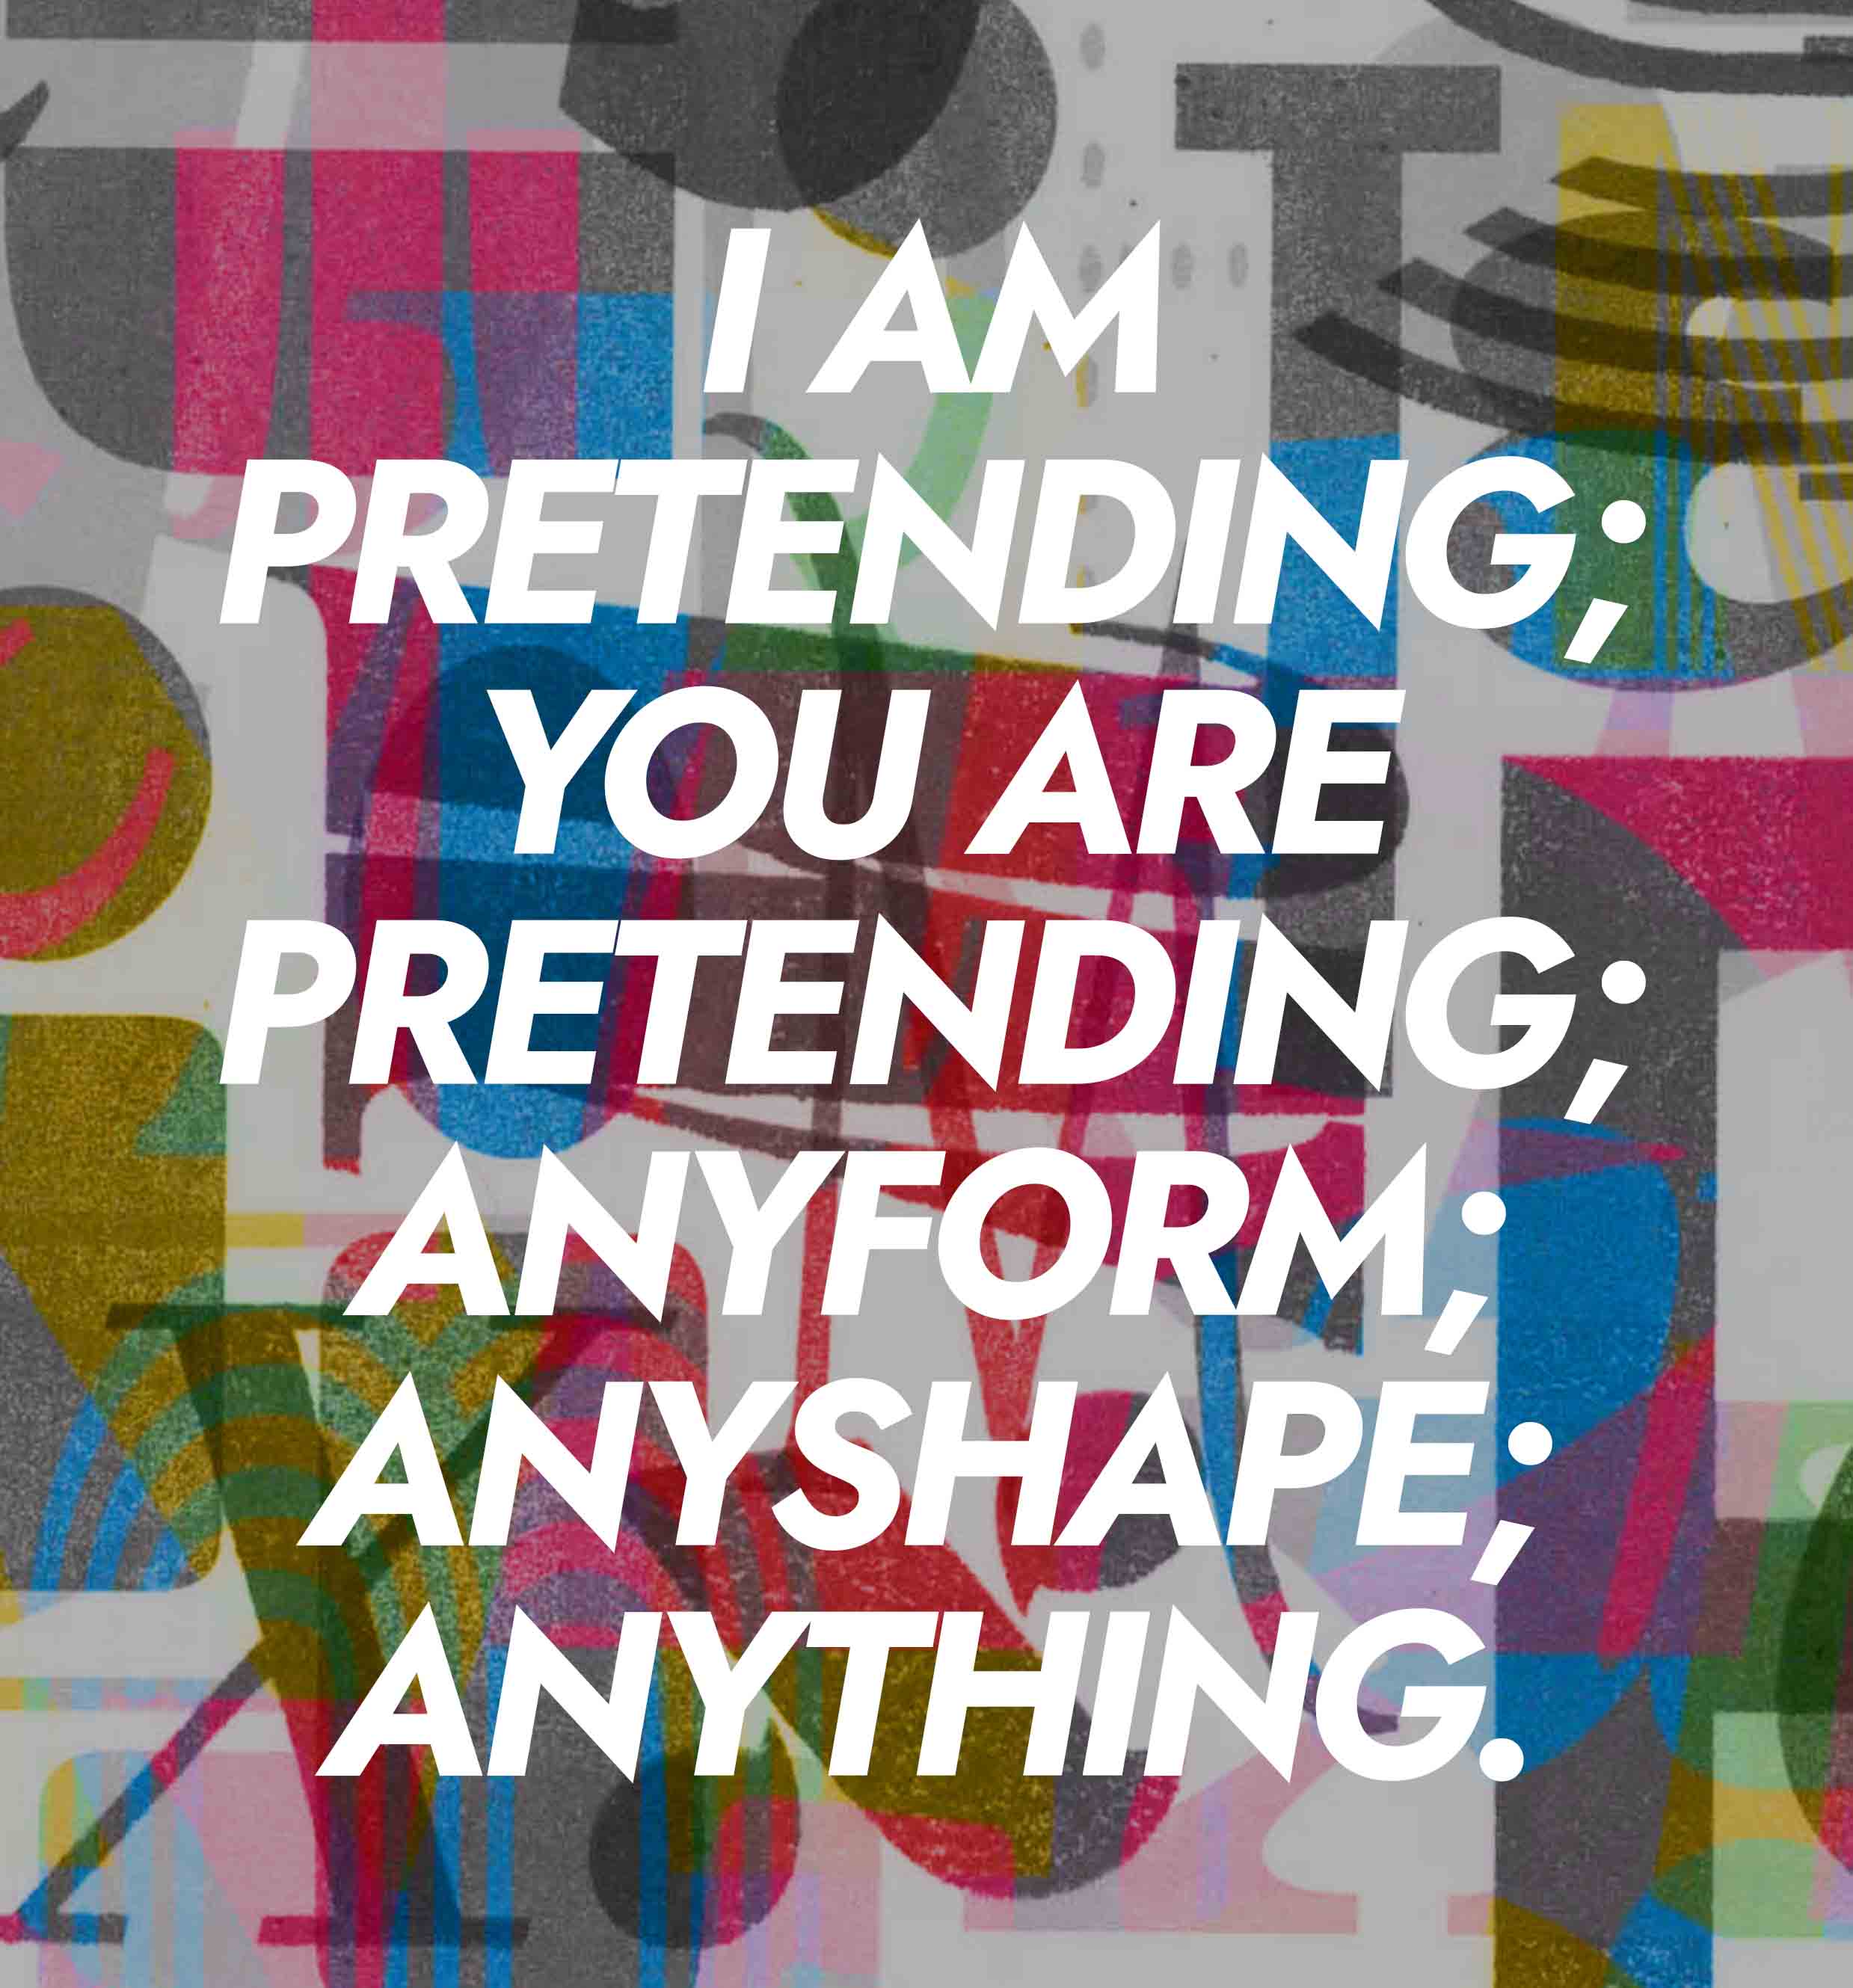 I AM
PRETENDING;
YOU ARE
PRETENDING;
ANYFORM;
ANYSHAPE;
ANYTHING.